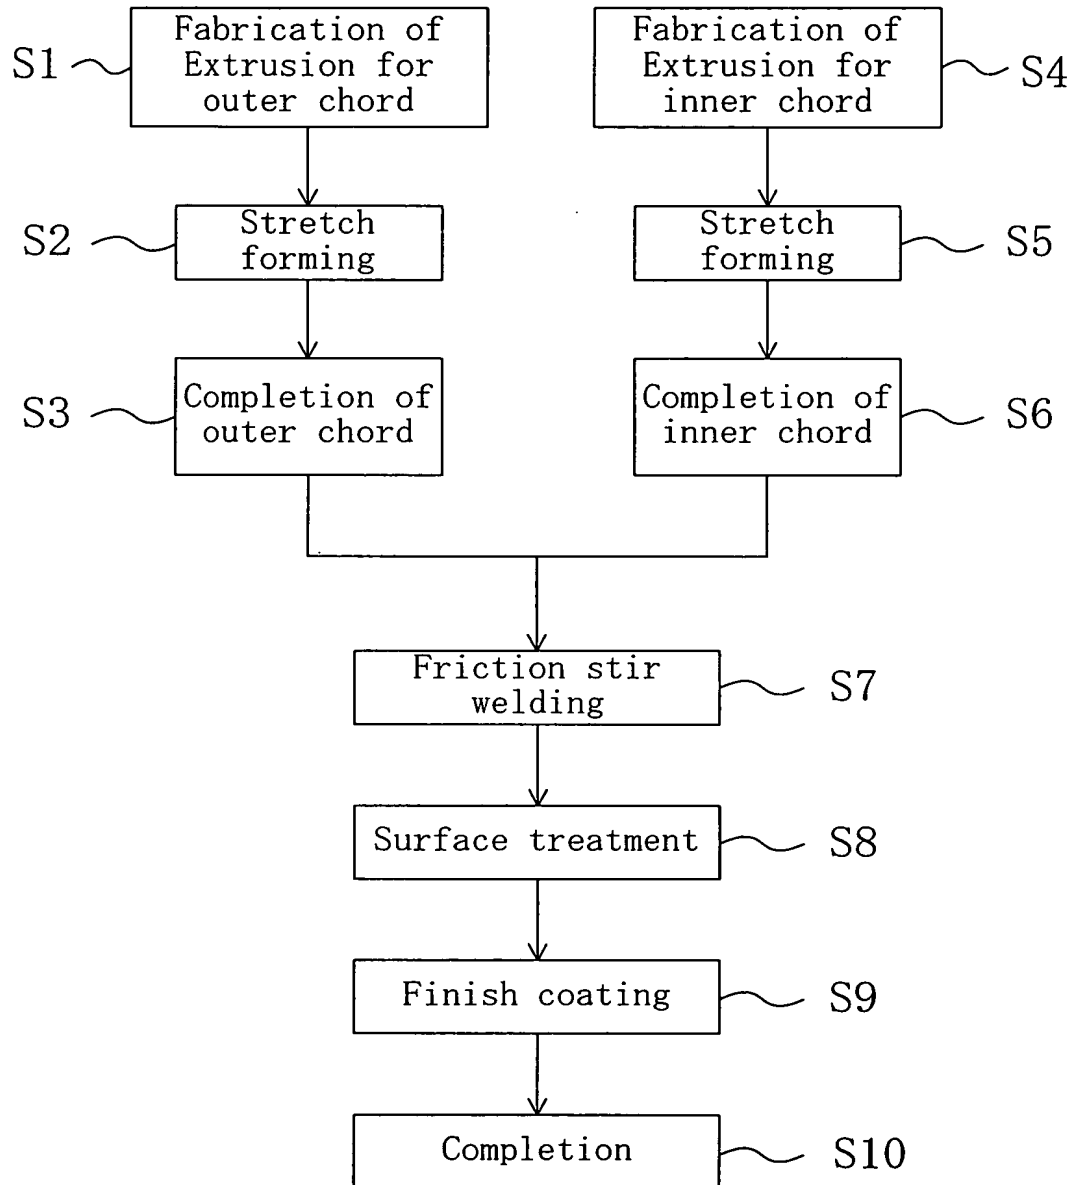 S1
Fabrication of
Extrusion for
outer chord
Fabrication of
Extrusion for
inner chord
S4
S2
Stretch
forming
Stretch
forming
S5
S3
Completion of
outer chord
Completion of
inner chord
S6
Friction stir
welding
S7
Surface treatment
S8
Finish coating
S9
Completion
S10